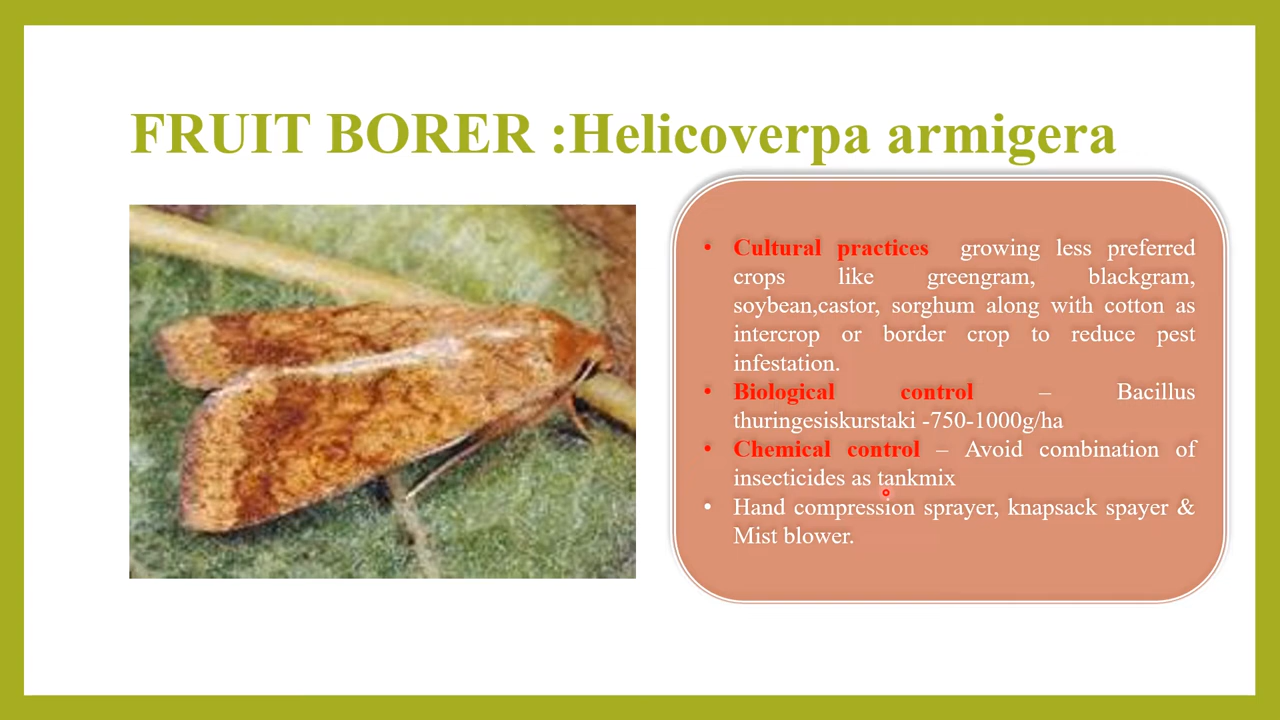 FRUIT BORER :Helicoverpa armigera
• Cultural practices growing less preferred
crops like greengram, blackgram,
soybean,castor, sorghum along with cotton as
intercrop or border crop to reduce pest
infestation.
• Biological control – Bacillus
thuringesiskurstaki -750-1000g/ha
• Chemical control – Avoid combination of
insecticides as tankmix
• Hand compression sprayer, knapsack spayer &
Mist blower.